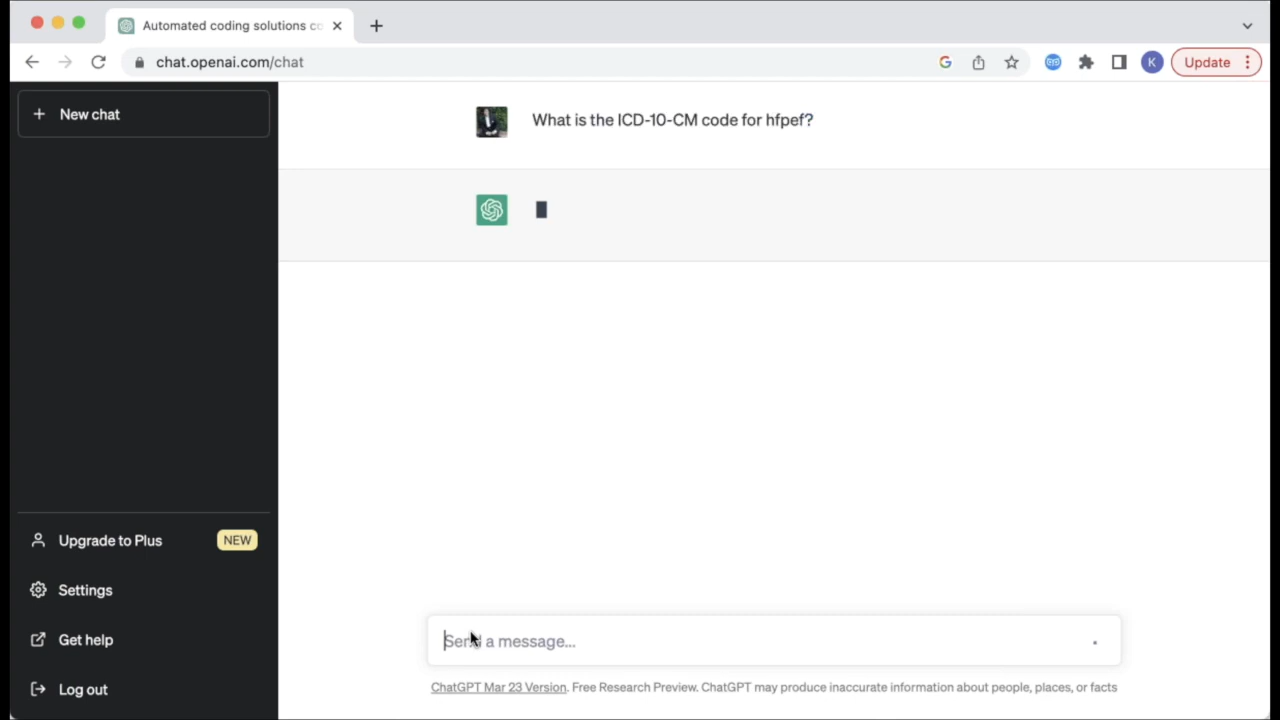 Automated coding solutions co
chat.openai.com/chat
G
K
Update
New chat
What is the ICD-10-CM code for hfpef?
Upgrade to Plus
NEW
Settings
Get help
Log out
Send a message...
ChatGPT Mar 23 Version. Free Research Preview. ChatGPT may produce inaccurate information about people, places, or facts